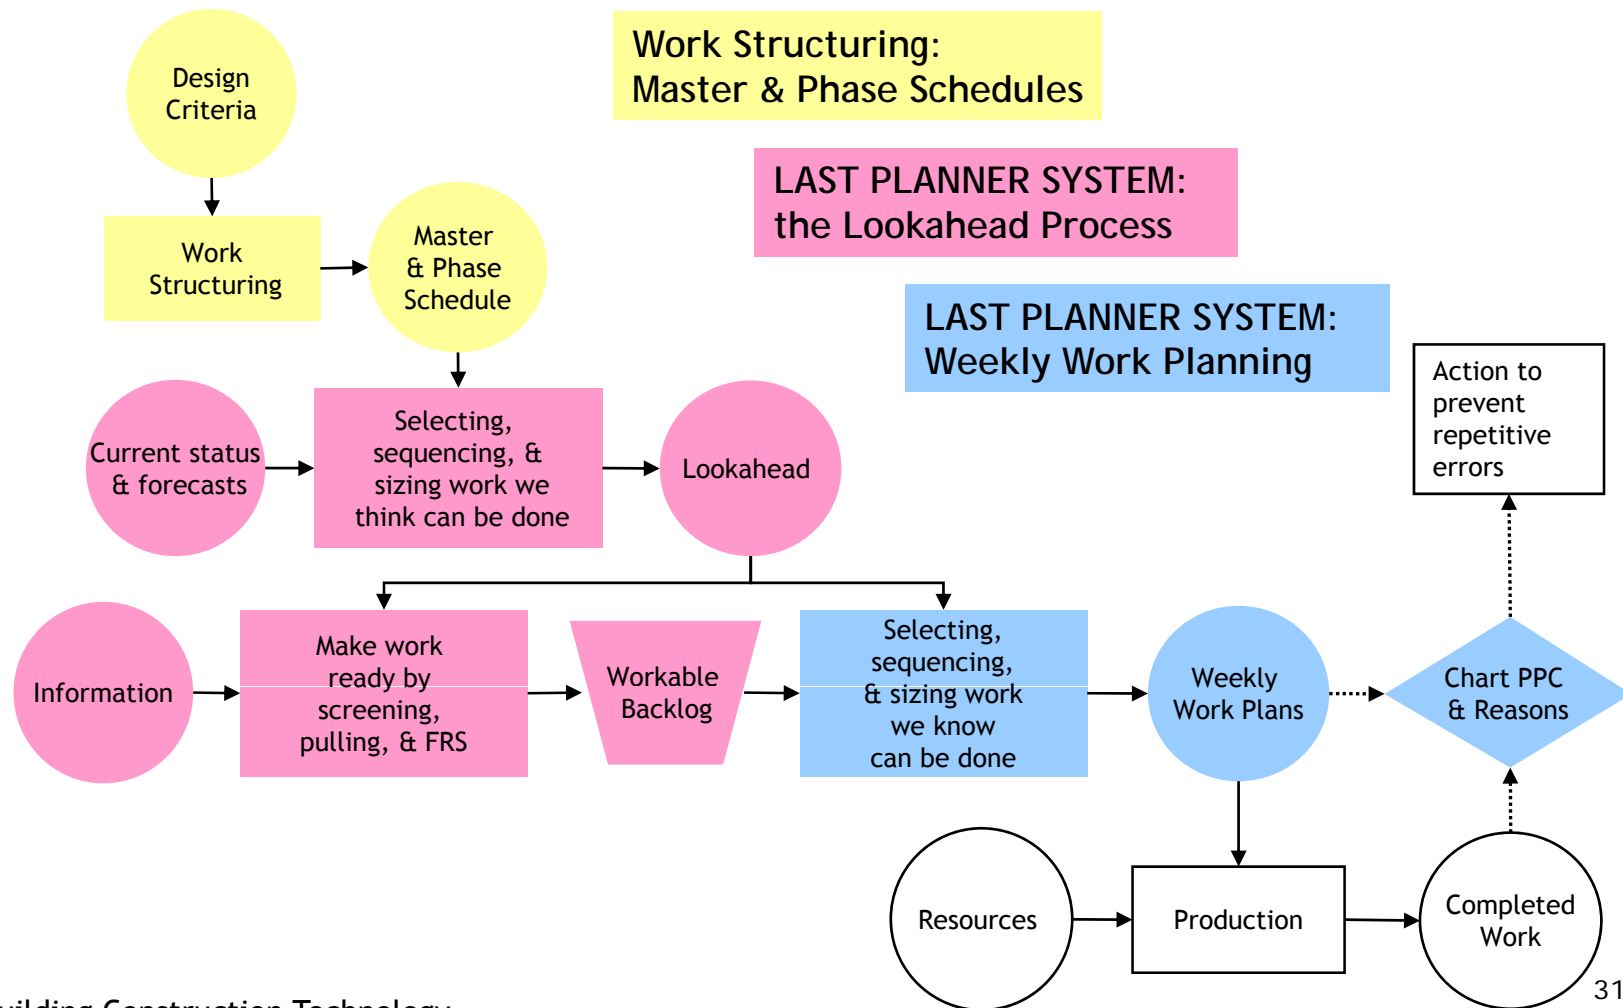 Design
Criteria
Work Structuring:
Master & Phase Schedules
LAST PLANNER SYSTEM:
the Lookahead Process
Work
Structuring
Master
& Phase
Schedule
LAST PLANNER SYSTEM:
Weekly Work Planning
Action to
prevent
repetitive
errors
Current status
& forecasts
Selecting,
sequencing, &
sizing work we
think can be done
Lookahead
Information
Make work
ready by
screening,
pulling, & FRS
Workable
Backlog
Selecting,
sequencing,
& sizing work
we know
can be done
Weekly
Work Plans
Chart PPC
& Reasons
Resources
Production
Completed
Work
Construction Technology
31